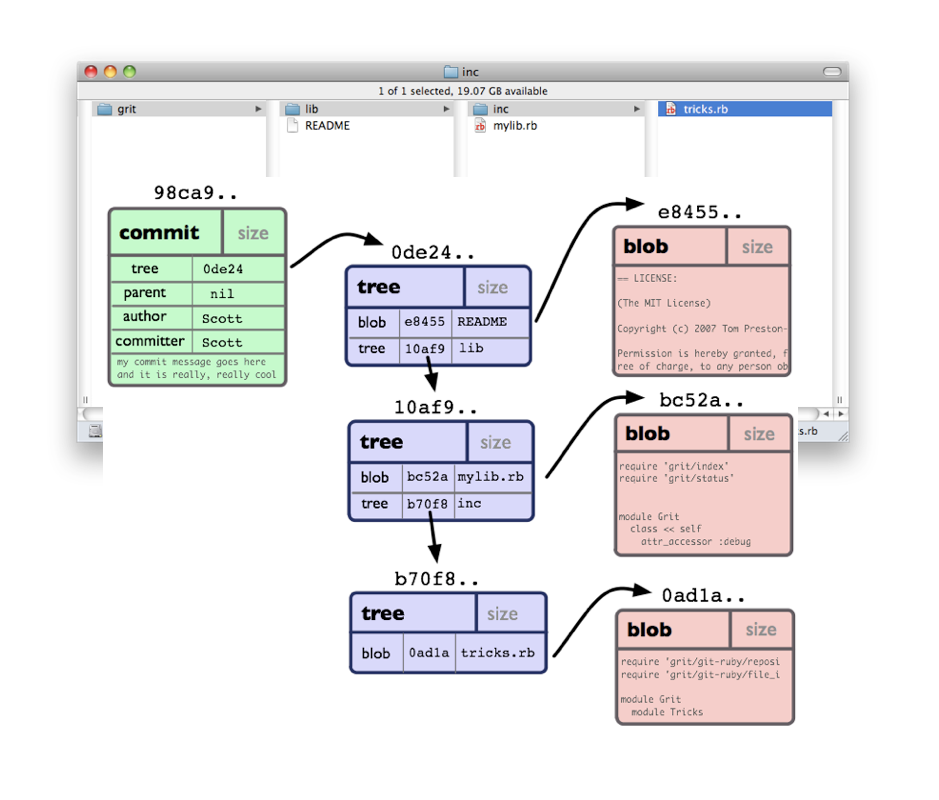 inc
1 of 1 selected, 19.07 GB available
grit
lib
README
inc
mylib.rb
tricks.rb
98ca9..
commit size
tree 0de24
parent nil
author Scott
committer Scott
my commit message goes here
and it is really, really cool
0de24..
tree size
blob e8455 README
tree 10af9 lib
10af9..
tree size
blob bc52a mylib.rb
tree b70f8 inc
b70f8..
tree size
blob 0ad1a tricks.rb
e8455..
blob size
== LICENSE:
(The MIT License)
Copyright (c) 2007 Tom Preston-
Permission is hereby granted, f
ree of charge, to any person ob
bc52a..
blob size
require 'grit/index'
require 'grit/status'
module Grit
class << self
attr_accessor :debug
s.rb
0ad1a..
blob size
require 'grit/git-ruby/reposi
require 'grit/git-ruby/file_i
module Grit
module Tricks